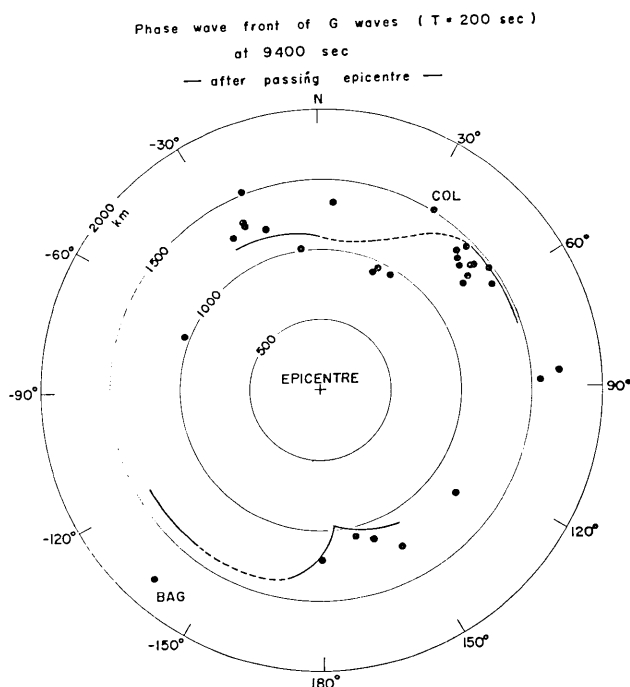 Phase wave front of G waves (T = 200 sec)
at 9400 sec
— after passing epicentre —
N
-30°
30°
COL
2000
km
-60°
60°
1500
1000
500
EPICENTRE
-90°
90°
-120°
120°
BAG
-150°
150°
180°